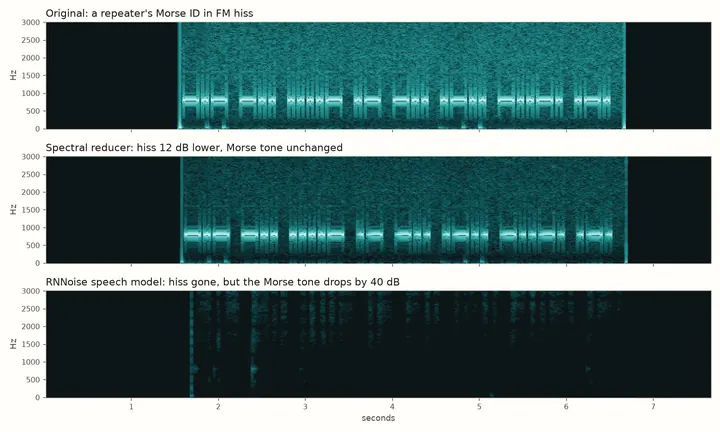 Original: a repeater's Morse ID in FM hiss
3000
2500
2000
1500
1000
500
0
Hz
Spectral reducer: hiss 12 dB lower, Morse tone unchanged
3000
2500
2000
1500
1000
500
0
Hz
RNNoise speech model: hiss gone, but the Morse tone drops by 40 dB
3000
2500
2000
1500
1000
500
0
Hz
1 2 3 4 5 6 7
seconds